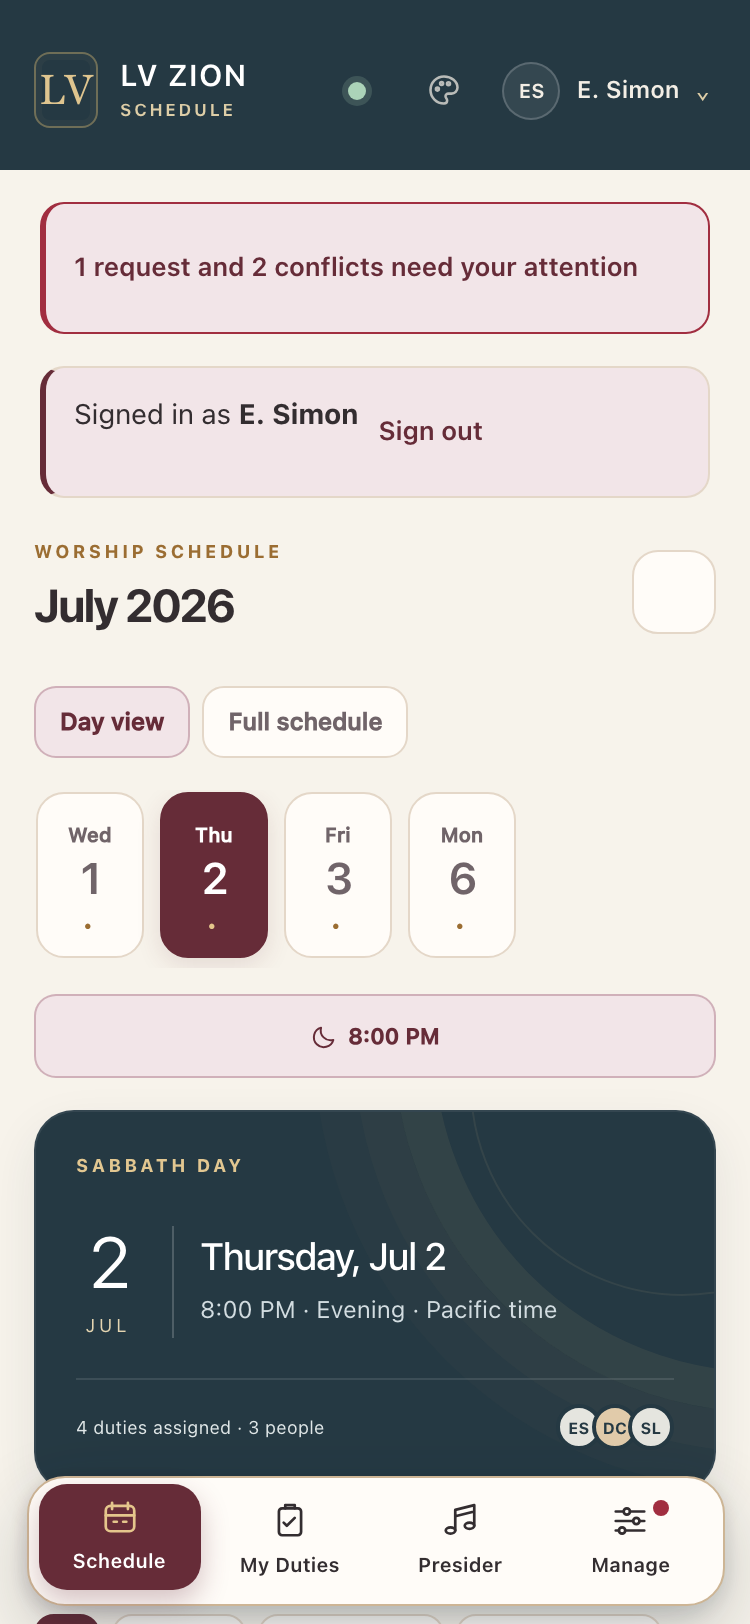 LV
LV ZION
SCHEDULE
ES
E. Simon
1 request and 2 conflicts need your attention
Signed in as E. Simon
Sign out
WORSHIP SCHEDULE
July 2026
Day view
Full schedule
Wed
1
Thu
2
Fri
3
Mon
6
8:00 PM
SABBATH DAY
2
JUL
Thursday, Jul 2
8:00 PM · Evening · Pacific time
4 duties assigned · 3 people
ES
DC
SL
Schedule
My Duties
Presider
Manage